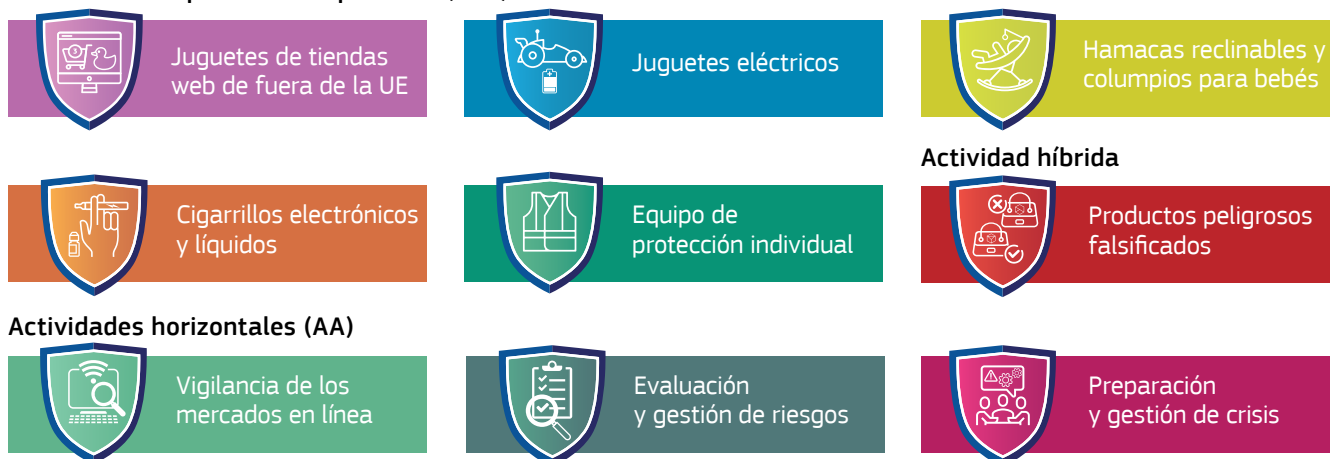 Juguetes de tiendas
web de fuera de la UE
Juguetes eléctricos
Hamacas reclinables y
columpios para bebés
Cigarrillos electrónicos
y líquidos
Equipo de
protección individual
Actividad híbrida
Productos peligrosos
falsificados
Actividades horizontales (AA)
Vigilancia de los
mercados en línea
Evaluación
y gestión de riesgos
Preparación
y gestión de crisis